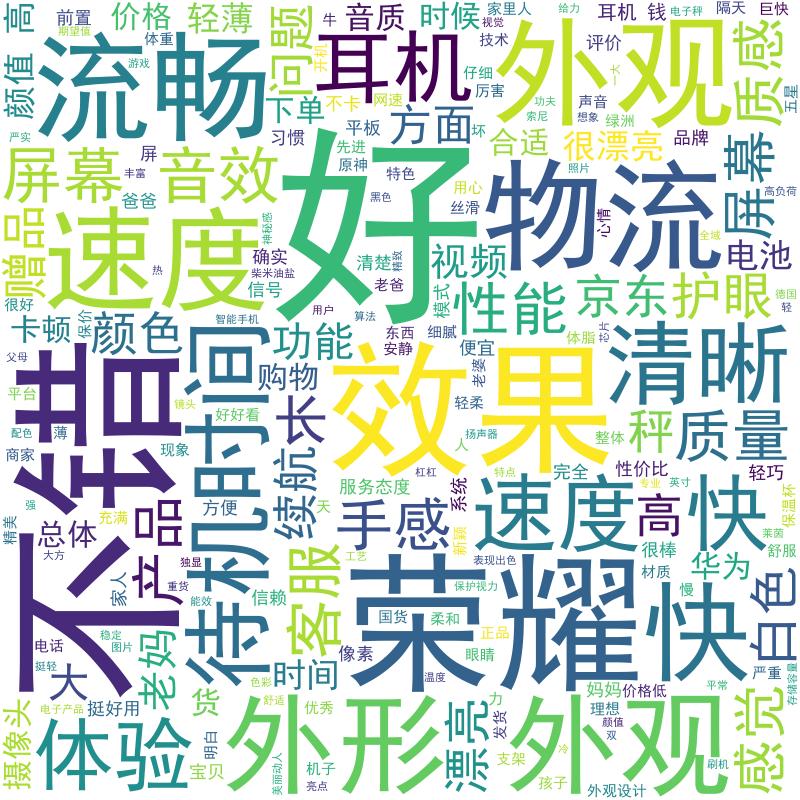 高
前置
价格
轻薄
牛
音质
时候
家里人
耳机
钱
电子秤
隔天
巨快
期望值
体重
问题
视觉
技术
给力
颜值
流畅
游戏
开机
耳机
外观
评价
一大
质感
五星
仔细
厉害
不卡
网速
功夫
索尼
声音
想象
绿洲
下单
习惯
平板
方面
坏
合适
很漂亮
品牌
严实
屏
丰富
屏幕
音效
爸爸
好
先进
原神
特色
黑色
用心
丝滑
物流
照片
心情
屏幕
高负荷
全域
赠品
速度
神秘感
确实
柴米油盐
信号
清楚
老爸
精致
视频
模式
电池
很好
卡顿
保价
颜色
智能手机
功能
用户
算法
东西
安静
细腻
性能
便宜
京东
护眼
德国
轻
体脂
芯片
父母
平台
不错
待机时间
购物
镜头
好好看
长
效果
老婆
轻柔
清晰
配色
薄
商家
现象
续航
扬声器
人
整体
秤
质量
强
精美
充满
方便
杠杠
服务态度
天
系统
特点
完全
专业
性价比
英寸
轻巧
保温杯
总体
大方
产品
独显
重货
手感
新颖
速度
高
快
莱茵
舒服
家人
能效
信赖
客服
工艺
表现出色
保护视力
很棒
材质
华为
慢
白色
电话
挺轻
稳定
图片
老妈
国货
柔和
正品
荣耀
快
大
像素
眼睛
温度
时间
严重
存储容量
电子产品
挺好用
货
色彩
舒适
优秀
力
妈妈
价格低
平常
摄像头
体验
明白
宝贝
外形
美丽动人
亮点
机子
漂亮
发货
支架
外观
理想
颜值
双
冷
孩子
外观设计
刷机
感觉